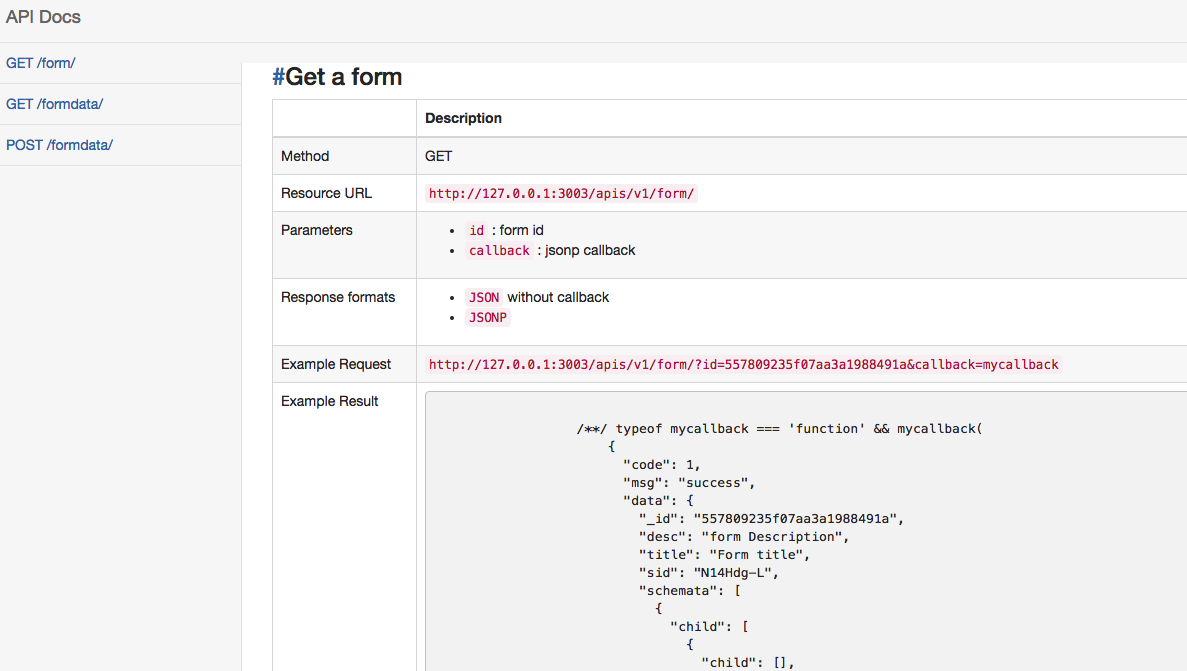 API Docs
GET /form/
GET /formdata/
POST /formdata/
#Get a form
Description
Method GET
Resource URL http://127.0.0.1:3003/apis/v1/form/
Parameters • id : form id
• callback : jsonp callback
Response formats • JSON without callback
• JSONP
Example Request http://127.0.0.1:3003/apis/v1/form/?id=557809235f07aa3a1988491a&callback=mycallback
Example Result
/**/ typeof mycallback === 'function' && mycallback(
{
"code": 1,
"msg": "success",
"data": {
"_id": "557809235f07aa3a1988491a",
"desc": "form Description",
"title": "Form title",
"sid": "N14Hdg-L",
"schemata": [
{
"child": [
{
"child": [],